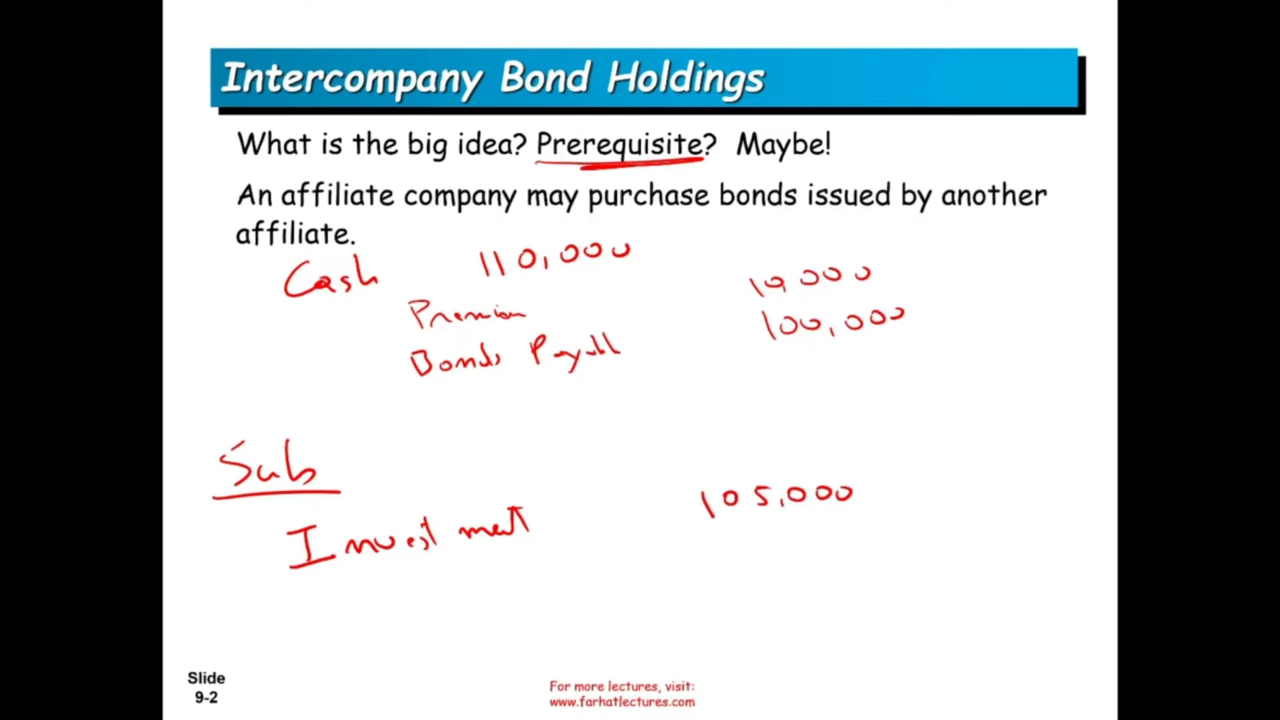 Intercompany Bond Holdings
What is the big idea? Prerequisite? Maybe!
An affiliate company may purchase bonds issued by another
affiliate.
Cash 110,000
Premium 10,000
Bonds Payable 100,000
Sub
Investment 105,000
Slide
9-2
For more lectures, visit:
www.farhatlectures.com